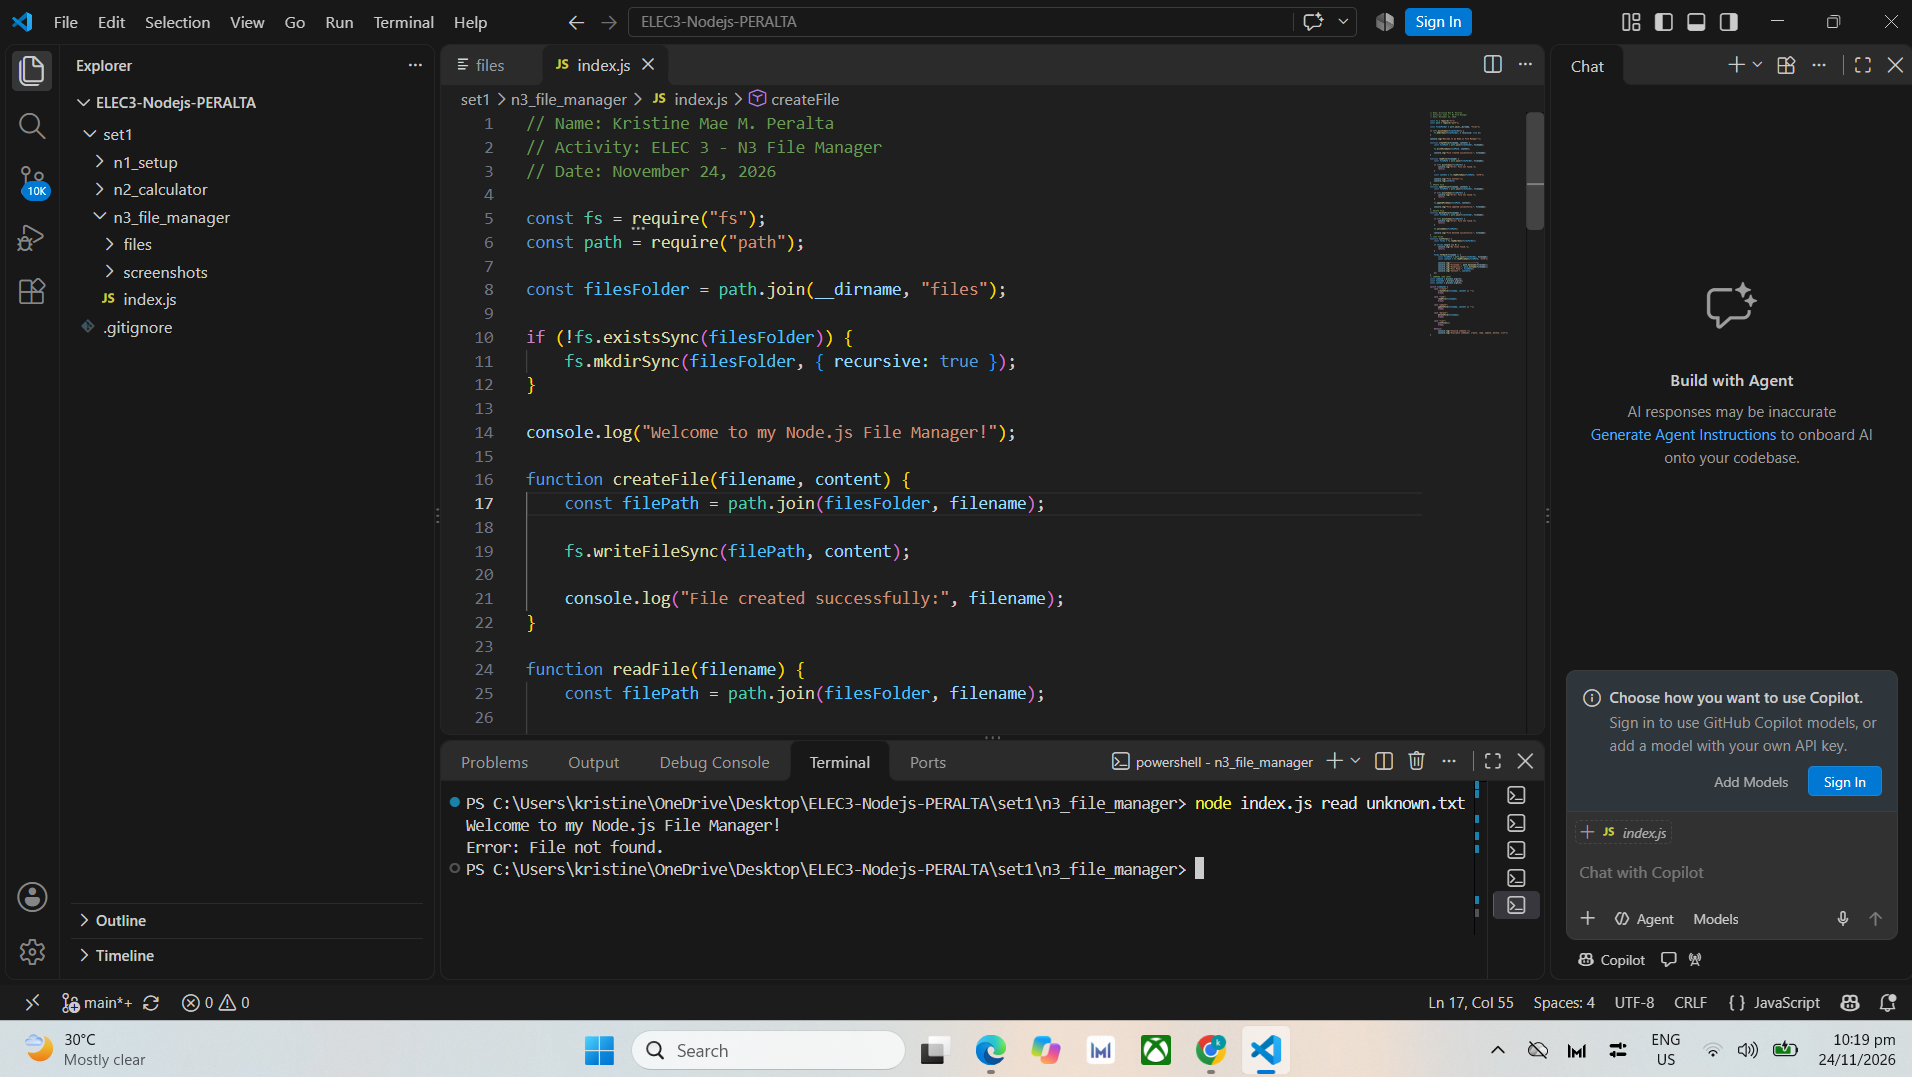 File Edit Selection View Go Run Terminal Help
ELEC3-Nodejs-PERALTA
Sign In
Explorer
ELEC3-Nodejs-PERALTA
set1
n1_setup
n2_calculator
n3_file_manager
files
screenshots
JS index.js
.gitignore
10K
Outline
Timeline
files
JS index.js
set1 > n3_file_manager > JS index.js > createFile
1 // Name: Kristine Mae M. Peralta
2 // Activity: ELEC 3 - N3 File Manager
3 // Date: November 24, 2026
4
5 const fs = require("fs");
6 const path = require("path");
7
8 const filesFolder = path.join(__dirname, "files");
9
10 if (!fs.existsSync(filesFolder)) {
11 fs.mkdirSync(filesFolder, { recursive: true });
12 }
13
14 console.log("Welcome to my Node.js File Manager!");
15
16 function createFile(filename, content) {
17 const filePath = path.join(filesFolder, filename);
18
19 fs.writeFileSync(filePath, content);
20
21 console.log("File created successfully:", filename);
22 }
23
24 function readFile(filename) {
25 const filePath = path.join(filesFolder, filename);
26
Problems Output Debug Console Terminal Ports
powershell - n3_file_manager
PS C:\Users\kristine\OneDrive\Desktop\ELEC3-Nodejs-PERALTA\set1\n3_file_manager> node index.js read unknown.txt
Welcome to my Node.js File Manager!
Error: File not found.
PS C:\Users\kristine\OneDrive\Desktop\ELEC3-Nodejs-PERALTA\set1\n3_file_manager>
Chat
Build with Agent
AI responses may be inaccurate
Generate Agent Instructions to onboard AI
onto your codebase.
Choose how you want to use Copilot.
Sign in to use GitHub Copilot models, or
add a model with your own API key.
Add Models
Sign In
JS index.js
Chat with Copilot
Agent
Models
Copilot
main*+
0 0
Ln 17, Col 55
Spaces: 4
UTF-8
CRLF
{ } JavaScript
30°C
Mostly clear
Search
ENG
US
10:19 pm
24/11/2026